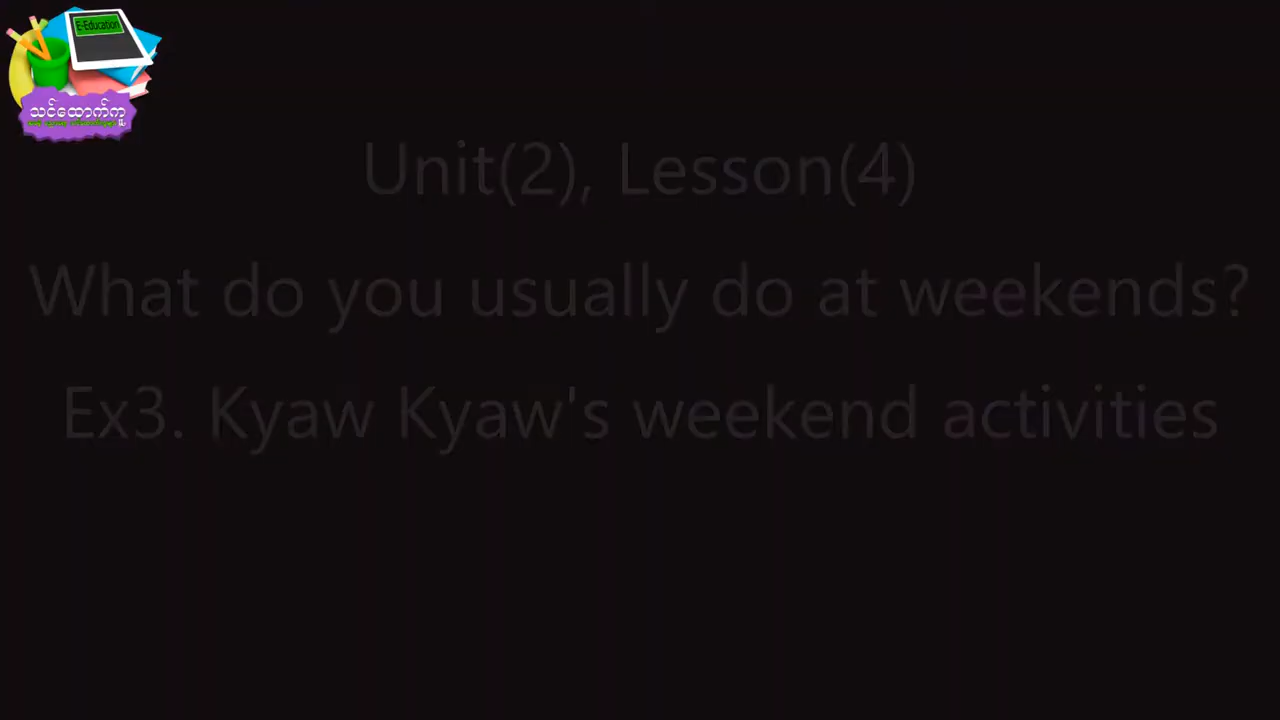 E-Education
သင်ထောက်ကူ
Unit(2), Lesson(4)
What do you usually do at weekends?
Ex3. Kyaw Kyaw's weekend activities